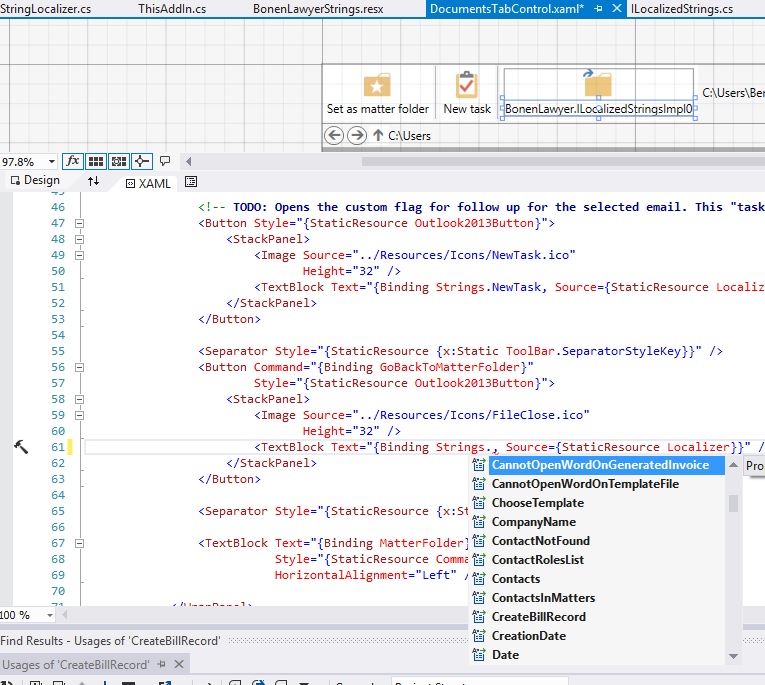 StringLocalizer.cs ThisAddIn.cs BonenLawyerStrings.resx DocumentsTabControl.xaml* ILocalizedStrings.cs
Set as matter folder New task BonenLawyer.ILocalizedStringsImpl0 C:\Users\Ber
C:\Users
97.8% fx
Design XAML
46 <!-- TODO: Opens the custom flag for follow up for the selected email. This "task
47 <Button Style="{StaticResource Outlook2013Button}">
48 <StackPanel>
49 <Image Source="../Resources/Icons/NewTask.ico"
50 Height="32" />
51 <TextBlock Text="{Binding Strings.NewTask, Source={StaticResource Localiz
52 </StackPanel>
53 </Button>
54
55 <Separator Style="{StaticResource {x:Static ToolBar.SeparatorStyleKey}}" />
56 <Button Command="{Binding GoBackToMatterFolder}"
57 Style="{StaticResource Outlook2013Button}">
58 <StackPanel>
59 <Image Source="../Resources/Icons/FileClose.ico"
60 Height="32" />
61 <TextBlock Text="{Binding Strings., Source={StaticResource Localizer}}" /
62 </StackPanel>
63 </Button>
64
65 <Separator Style="{StaticResource {x:St
66
67 <TextBlock Text="{Binding MatterFolder}
68 Style="{StaticResource Comma
69 HorizontalAlignment="Left" /
70
CannotOpenWordOnGeneratedInvoice Pro
CannotOpenWordOnTemplateFile
ChooseTemplate
CompanyName
ContactNotFound
ContactRolesList
Contacts
ContactsInMatters
CreateBillRecord
CreationDate
Date
100 %
Find Results - Usages of 'CreateBillRecord'
Usages of 'CreateBillRecord'